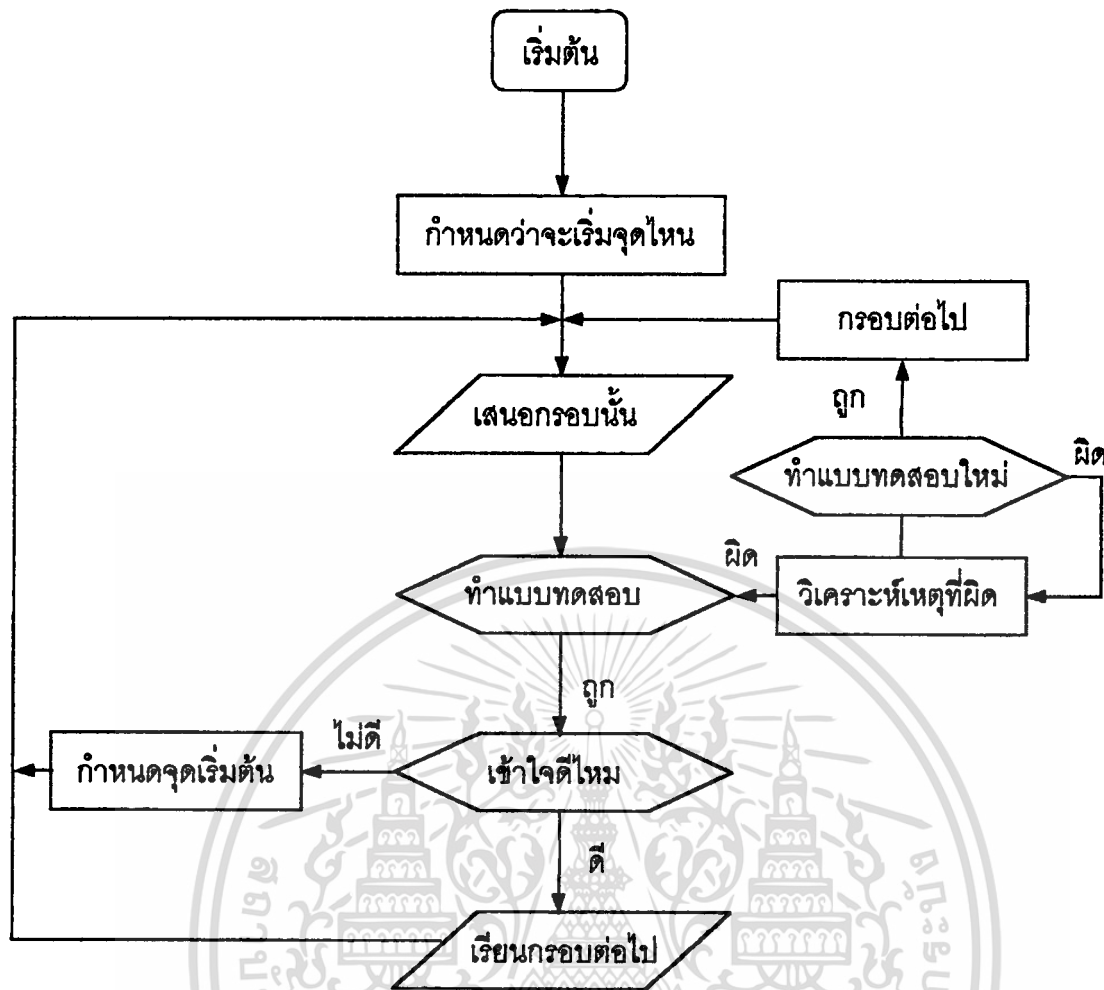 เริ่มต้น
กำหนดว่าจะเริ่มจุดไหน
กรอบต่อไป
เสนอกรอบนั้น
ถูก
ทำแบบทดสอบใหม่
ผิด
ทำแบบทดสอบ
ผิด
วิเคราะห์เหตุที่ผิด
ถูก
กำหนดจุดเริ่มต้น
ไม่ดี
เข้าใจดีไหม
ดี
เรียนกรอบต่อไป